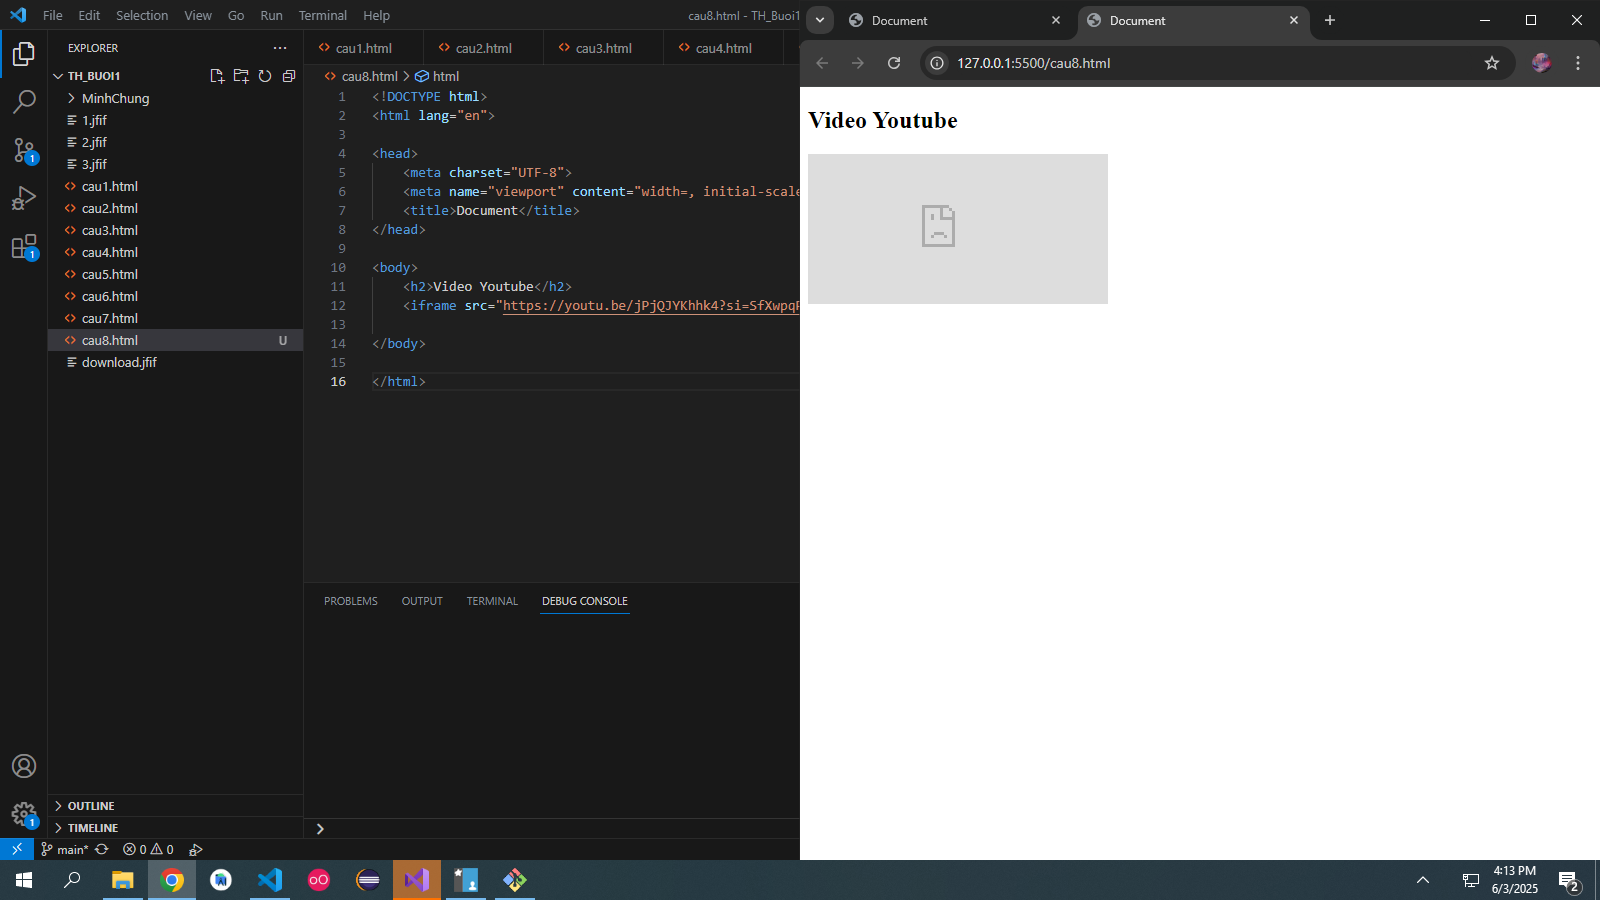 File Edit Selection View Go Run Terminal Help
cau8.html - TH_Buoi1
EXPLORER
TH_BUOI1
MinhChung
1.jfif
2.jfif
3.jfif
cau1.html
cau2.html
cau3.html
cau4.html
cau5.html
cau6.html
cau7.html
cau8.html U
download.jfif
OUTLINE
TIMELINE
1
1
1
cau1.html cau2.html cau3.html cau4.html
cau8.html > html
1 <!DOCTYPE html>
2 <html lang="en">
3
4 <head>
5 <meta charset="UTF-8">
6 <meta name="viewport" content="width=, initial-scale
7 <title>Document</title>
8 </head>
9
10 <body>
11 <h2>Video Youtube</h2>
12 <iframe src="https://youtu.be/jPjQJYKhhk4?si=SfXwpq
13
14 </body>
15
16 </html>
PROBLEMS OUTPUT TERMINAL DEBUG CONSOLE
main* 0 0
Document Document
127.0.0.1:5500/cau8.html
Video Youtube
4:13 PM
6/3/2025
2